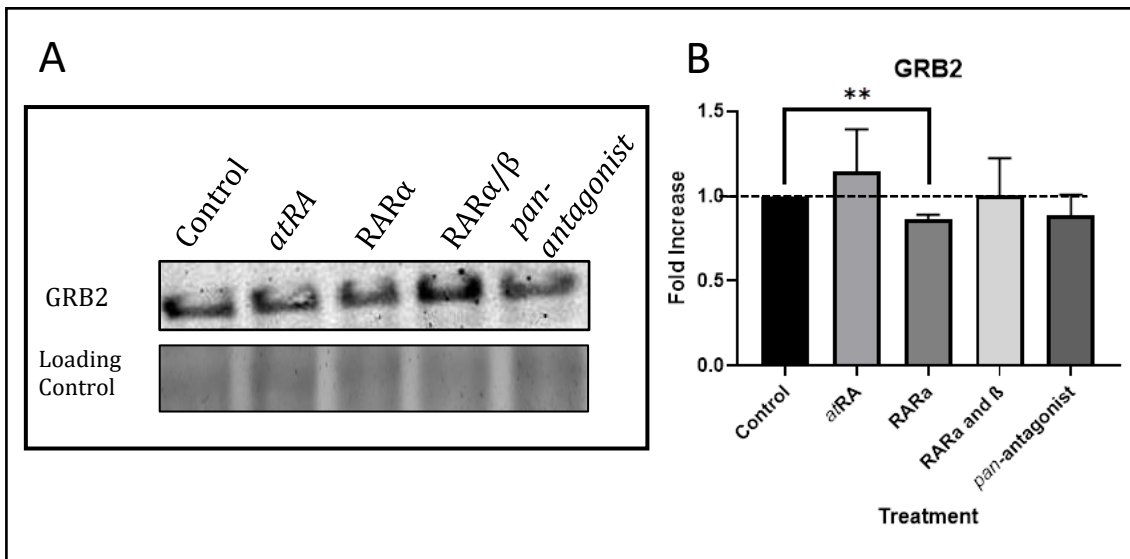 A
Control
atRA
RARα
RARα/ß
pan-
antagonist
GRB2
Loading
Control
B
GRB2
**
1.5
1.0
0.5
0.0
Fold Increase
Control
atRA
RARa
RARa and ß
pan-antagonist
Treatment